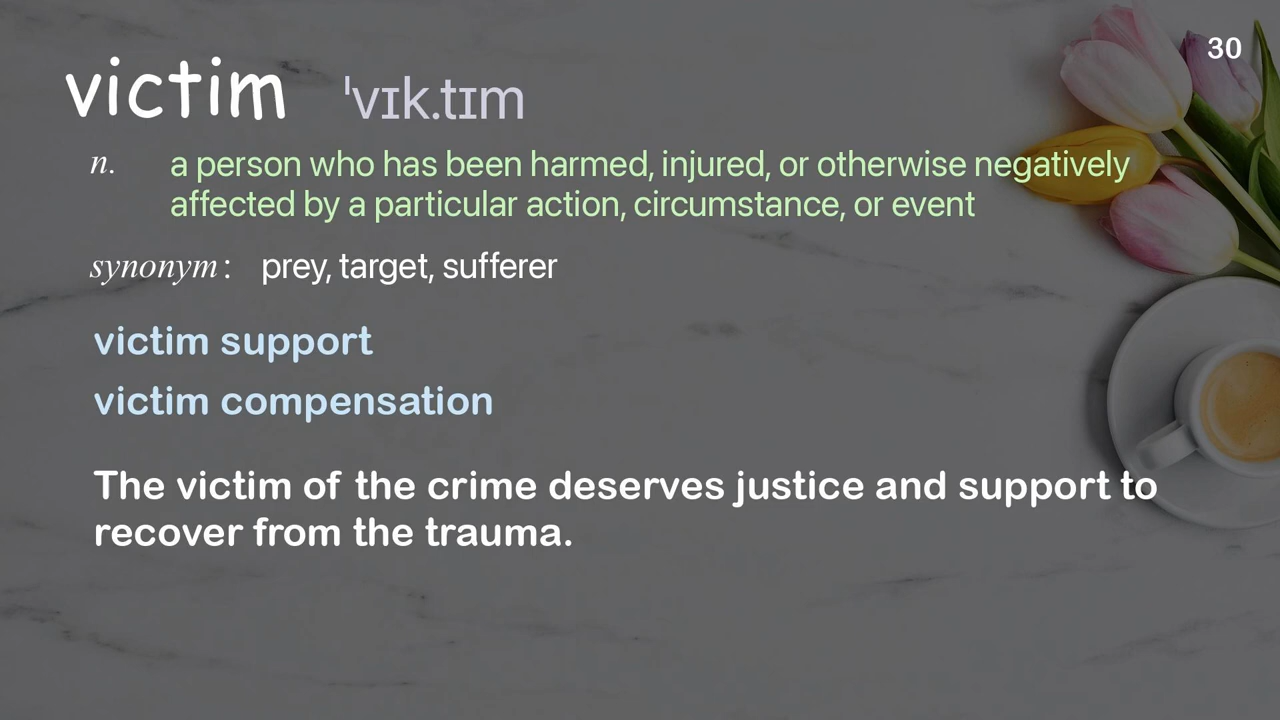 30
victim ˈvɪk.tɪm
n. a person who has been harmed, injured, or otherwise negatively
affected by a particular action, circumstance, or event
synonym: prey, target, sufferer
victim support
victim compensation
The victim of the crime deserves justice and support to
recover from the trauma.